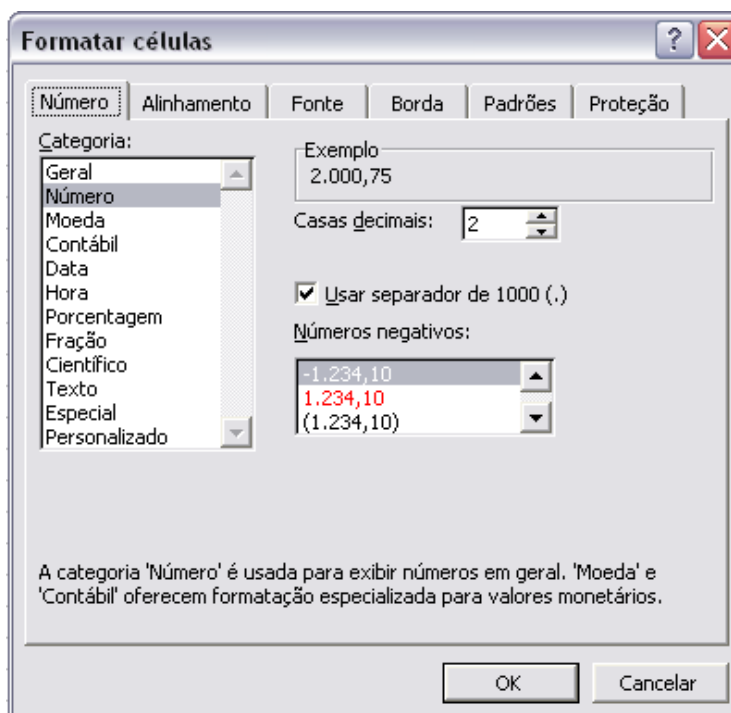 Formatar células
Número Alinhamento Fonte Borda Padrões Proteção
Categoria:
Geral
Número
Moeda
Contábil
Data
Hora
Porcentagem
Fração
Científico
Texto
Especial
Personalizado
Exemplo
2.000,75
Casas decimais: 2
Usar separador de 1000 (.)
Números negativos:
-1.234,10
1.234,10
(1.234,10)
A categoria 'Número' é usada para exibir números em geral. 'Moeda' e
'Contábil' oferecem formatação especializada para valores monetários.
OK Cancelar